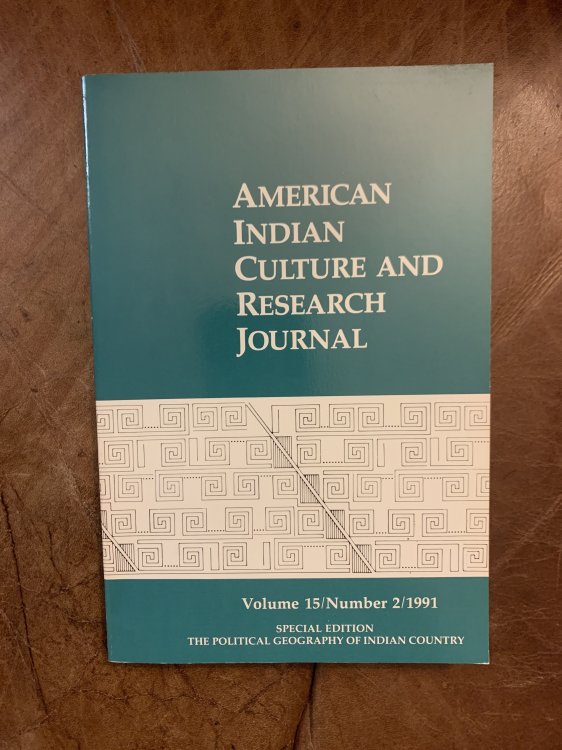 AMERICAN
INDIAN
CULTURE AND
RESEARCH
JOURNAL
Volume 15/Number 2/1991
SPECIAL EDITION
THE POLITICAL GEOGRAPHY OF INDIAN COUNTRY